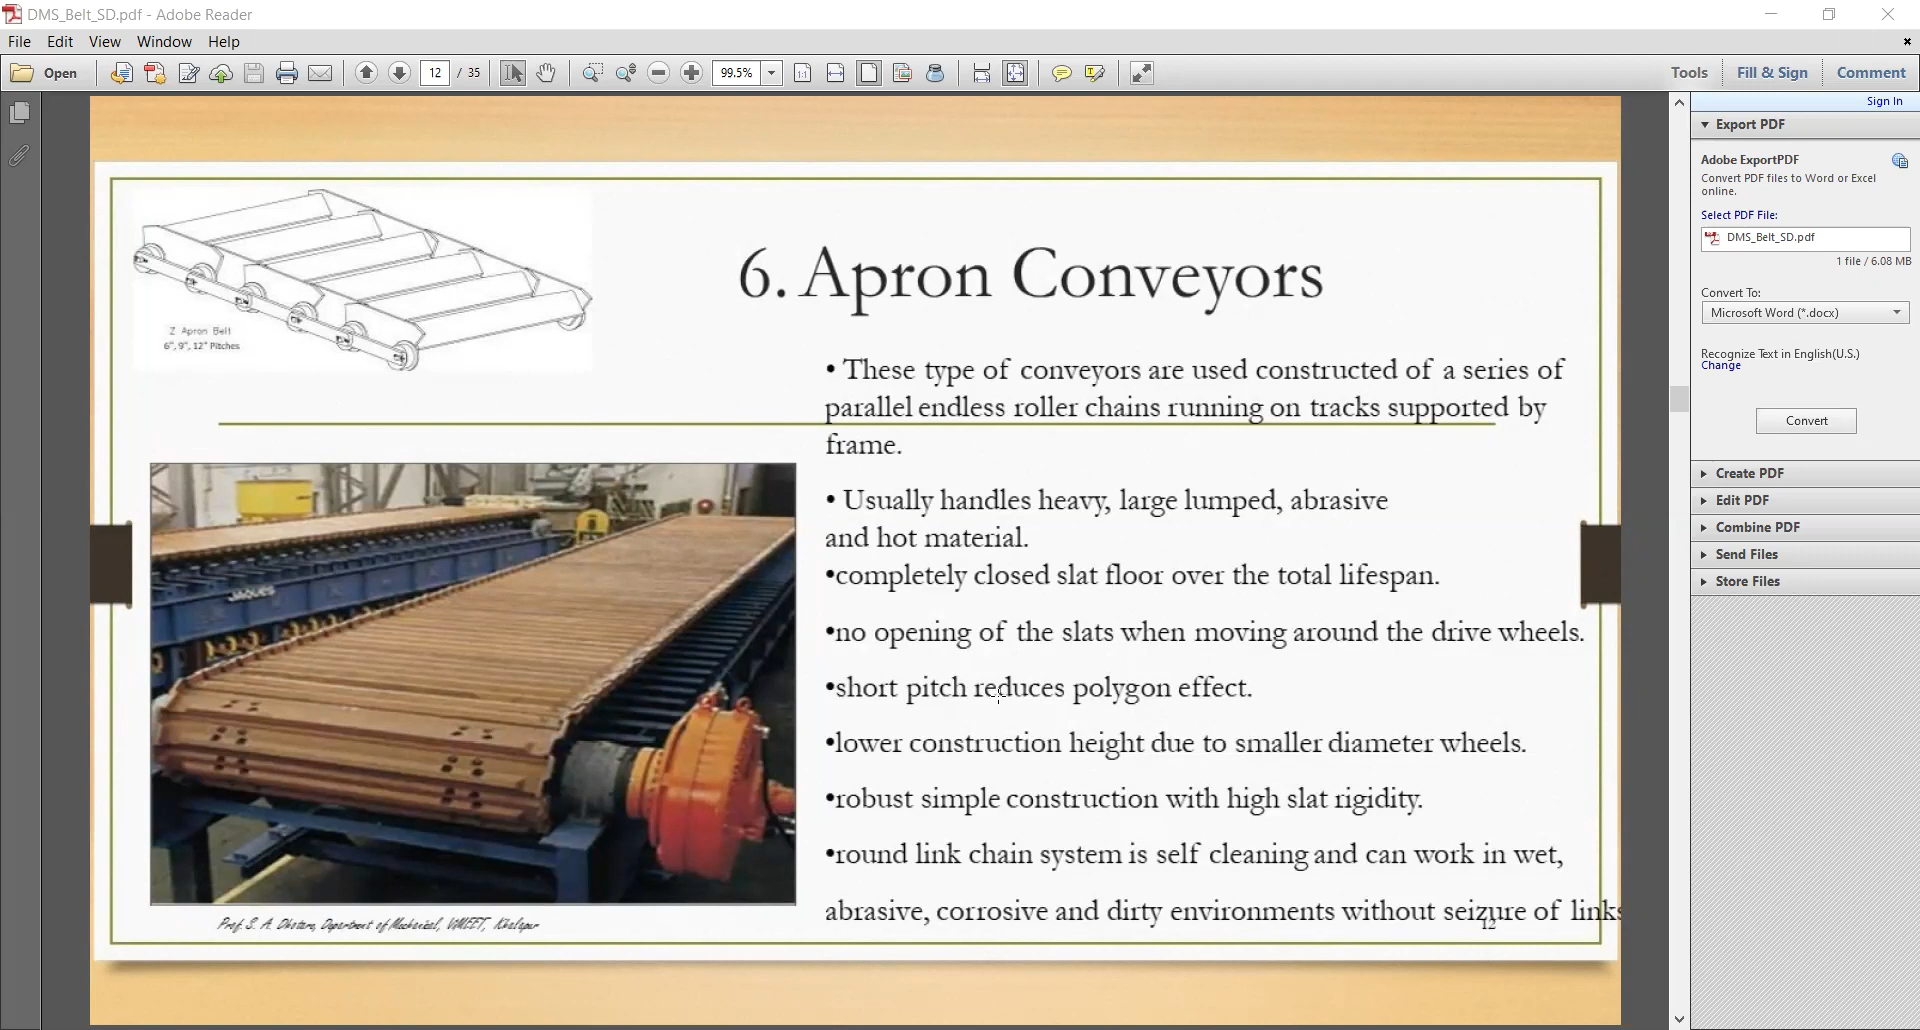 DMS_Belt_SD.pdf - Adobe Reader
File Edit View Window Help
Open 12 / 35 99.5% Tools Fill & Sign Comment
Sign In
Export PDF
Adobe ExportPDF
Convert PDF files to Word or Excel
online.
Select PDF File:
DMS_Belt_SD.pdf
1 file / 6.08 MB
Convert To:
Microsoft Word (*.docx)
Recognize Text in English(U.S.)
Change
Convert
Create PDF
Edit PDF
Combine PDF
Send Files
Store Files
Z Apron Belt
6", 9", 12" Pitches
6. Apron Conveyors
• These type of conveyors are used constructed of a series of
parallel endless roller chains running on tracks supported by
frame.
• Usually handles heavy, large lumped, abrasive
and hot material.
•completely closed slat floor over the total lifespan.
•no opening of the slats when moving around the drive wheels.
•short pitch reduces polygon effect.
•lower construction height due to smaller diameter wheels.
•robust simple construction with high slat rigidity.
•round link chain system is self cleaning and can work in wet,
abrasive, corrosive and dirty environments without seizure of links
JAQUES
Prof. S. A. Dhatere, Department of Mechanical, VIMEET, Khalapur
12